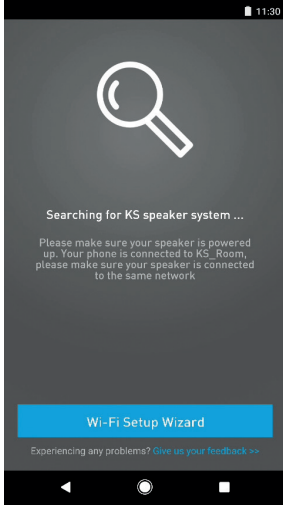 11:30
Searching for KS speaker system ...
Please make sure your speaker is powered
up. Your phone is connected to KS_Room,
please make sure your speaker is connected
to the same network
Wi-Fi Setup Wizard
Experiencing any problems? Give us your feedback >>